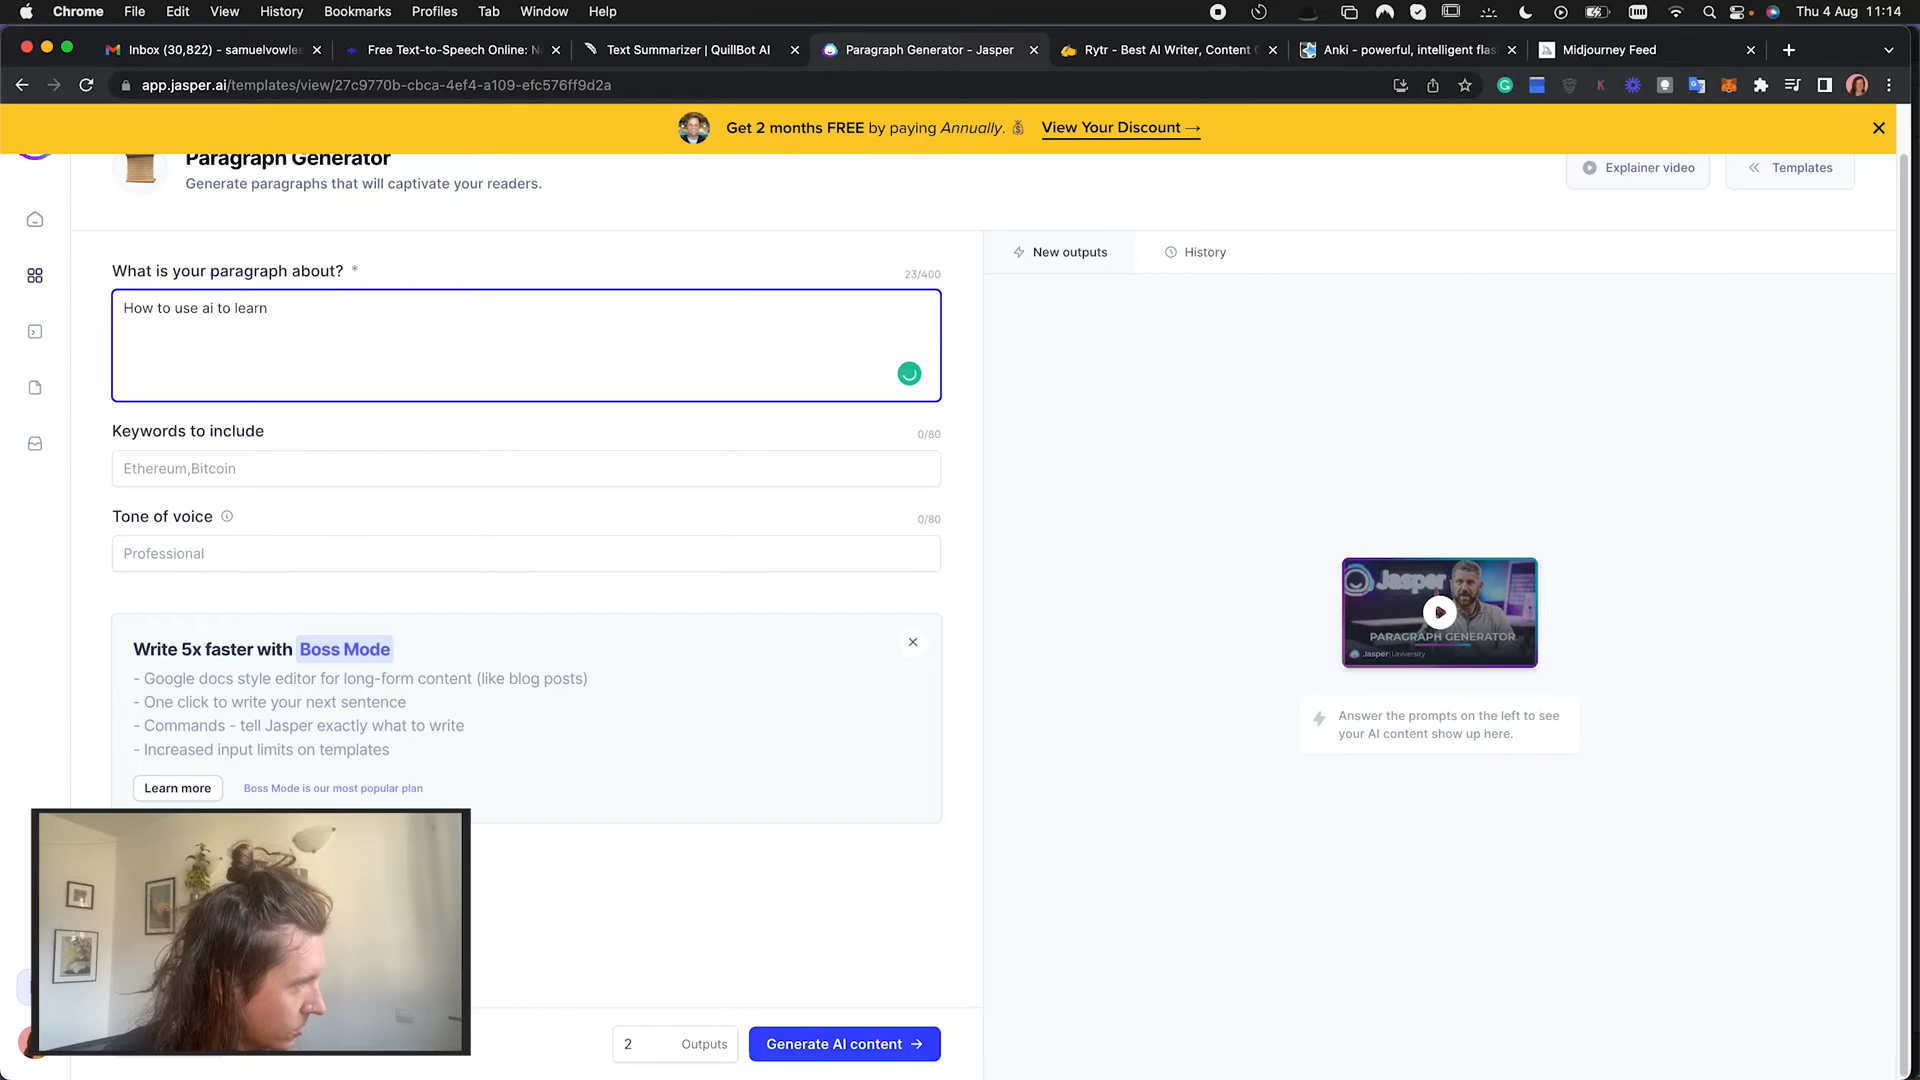 Chrome File Edit View History Bookmarks Profiles Tab Window Help Thu 4 Aug 11:14
Inbox (30,822) - samuelvowles Free Text-to-Speech Online: N Text Summarizer | QuillBot AI Paragraph Generator - Jasper Rytr - Best AI Writer, Content Anki - powerful, intelligent flas Midjourney Feed
app.jasper.ai/templates/view/27c9770b-cbca-4ef4-a109-efc576ff9d2a
Get 2 months FREE by paying Annually. View Your Discount →
Paragraph Generator
Generate paragraphs that will captivate your readers.
Explainer video
Templates
What is your paragraph about? *
23/400
How to use ai to learn
Keywords to include
0/80
Ethereum,Bitcoin
Tone of voice
0/80
Professional
Write 5x faster with Boss Mode
- Google docs style editor for long-form content (like blog posts)
- One click to write your next sentence
- Commands - tell Jasper exactly what to write
- Increased input limits on templates
Learn more
Boss Mode is our most popular plan
2 Outputs
Generate AI content →
New outputs
History
Jasper
PARAGRAPH GENERATOR
Jasper|University
Answer the prompts on the left to see
your AI content show up here.